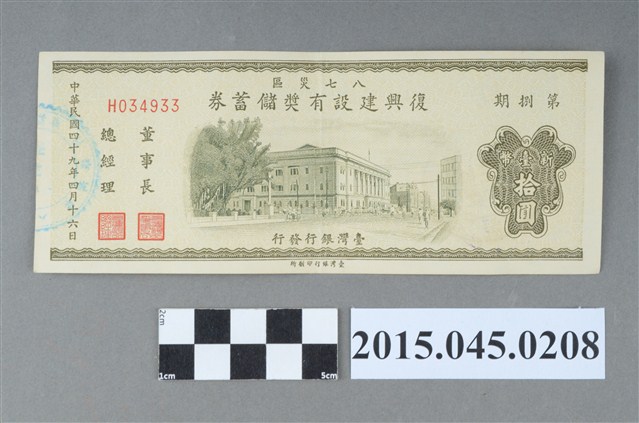 八七災區
復興建設有獎儲蓄券
第捌期
新臺幣
拾圓
H034933
董事長
總經理
中華民國四十九年四月十六日
臺灣銀行發行
臺灣銀行印製所
2cm
1cm
5cm
2015.045.0208